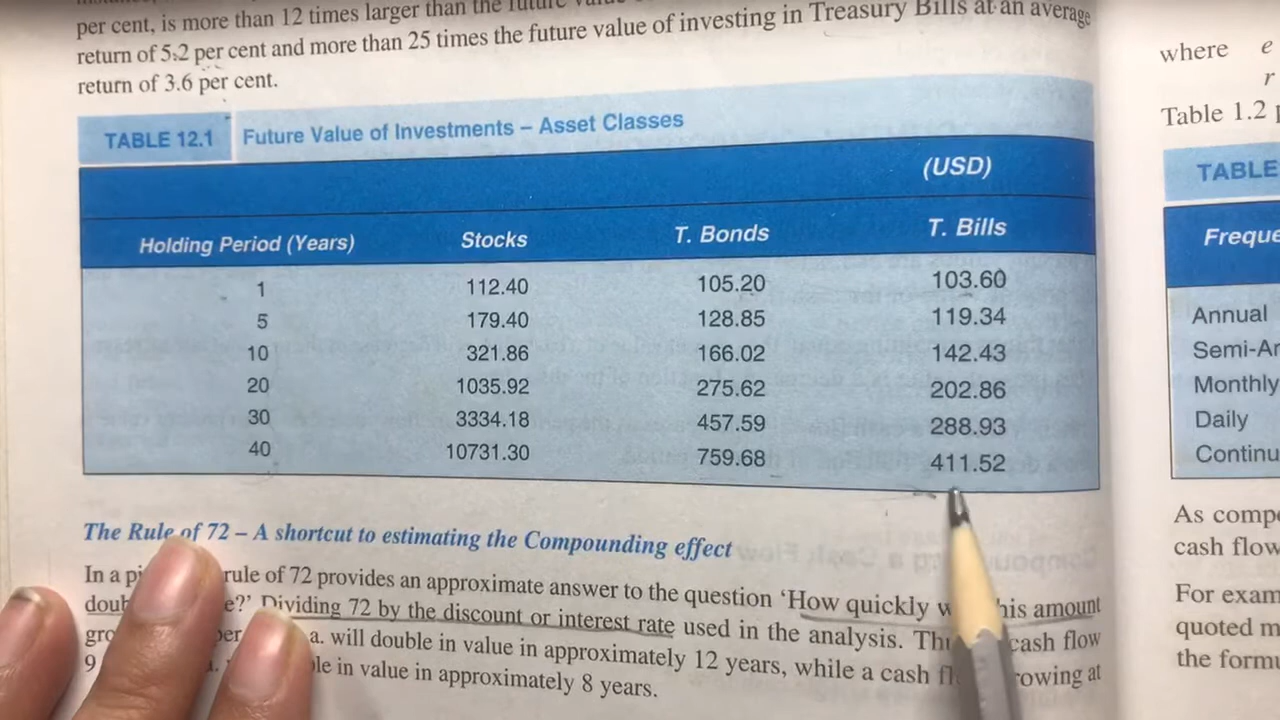 per cent, is more than 12 times larger than the future
return of 5.2 per cent and more than 25 times the future value of investing in Treasury Bills at an average
return of 3.6 per cent.
TABLE 12.1 Future Value of Investments – Asset Classes
(USD)
Holding Period (Years) Stocks T. Bonds T. Bills
1 112.40 105.20 103.60
5 179.40 128.85 119.34
10 321.86 166.02 142.43
20 1035.92 275.62 202.86
30 3334.18 457.59 288.93
40 10731.30 759.68 411.52
The Rule of 72 – A shortcut to estimating the Compounding effect
In a rule of 72 provides an approximate answer to the question ‘How quickly his amount
Dividing 72 by the discount or interest rate used in the analysis. cash flow
a. will double in value in approximately 12 years, while a cash growing at
9 in value in approximately 8 years.
where e
r
Table 1.2
TABLE
Annual
Monthly
Daily
cash flow
For
quoted
the